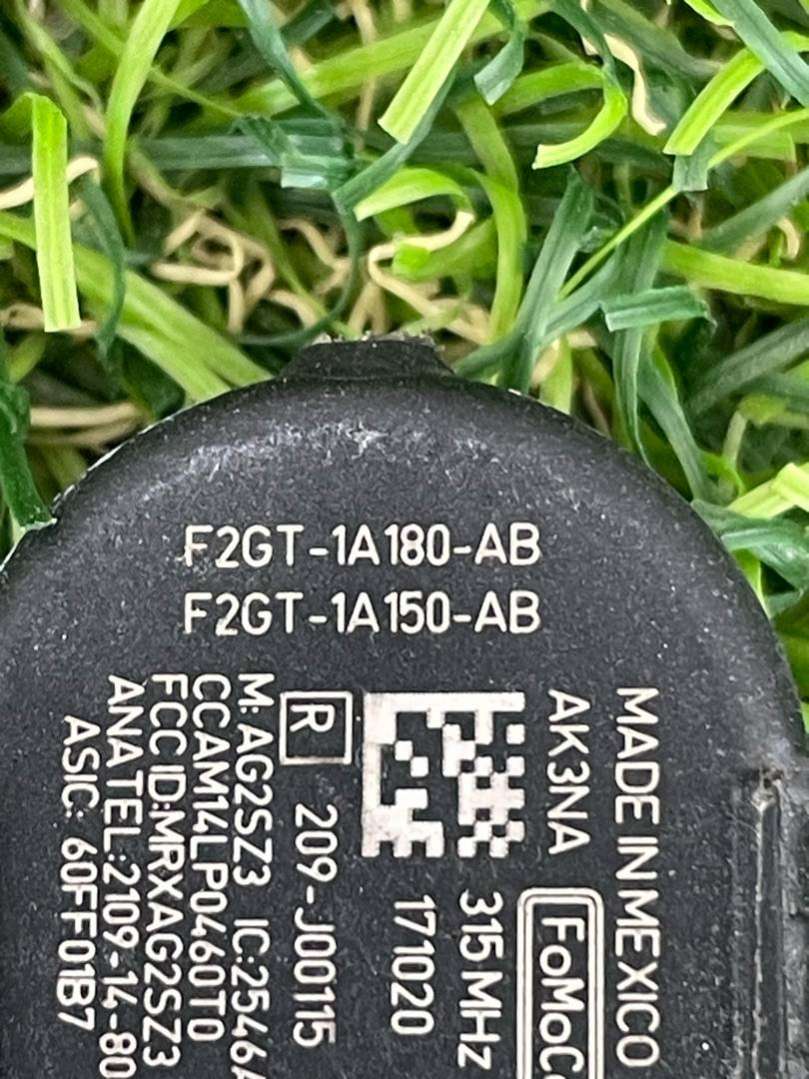 F2GT-1A180-AB
F2GT-1A150-AB
MADE IN MEXICO
AK3NA
FoMoCo
315 MHz
171020
R
209-J00115
M: AG2SZ3 IC:2546A
CCAM14LP0460T0
FCC ID:MRXAG2SZ3
ANATEL:2109-14-80
ASIC: 60FF01B7